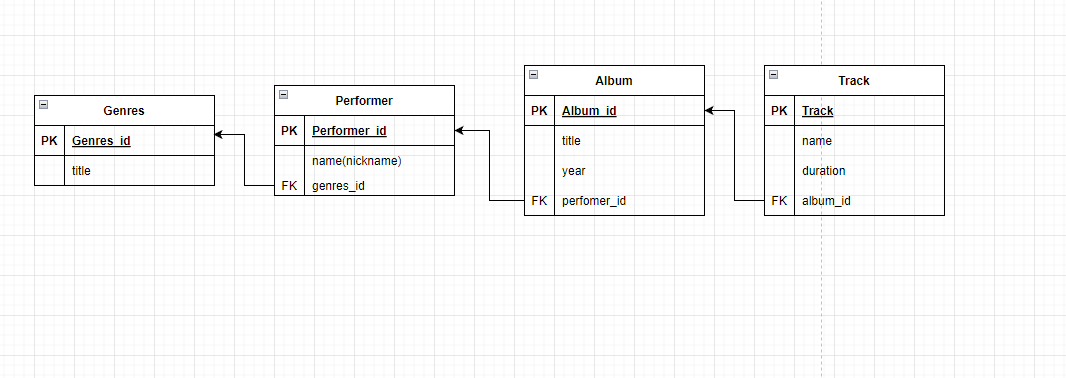 Genres
PK Genres_id
title
Performer
PK Performer_id
name(nickname)
FK genres_id
Album
PK Album_id
title
year
FK perfomer_id
Track
PK Track
name
duration
FK album_id